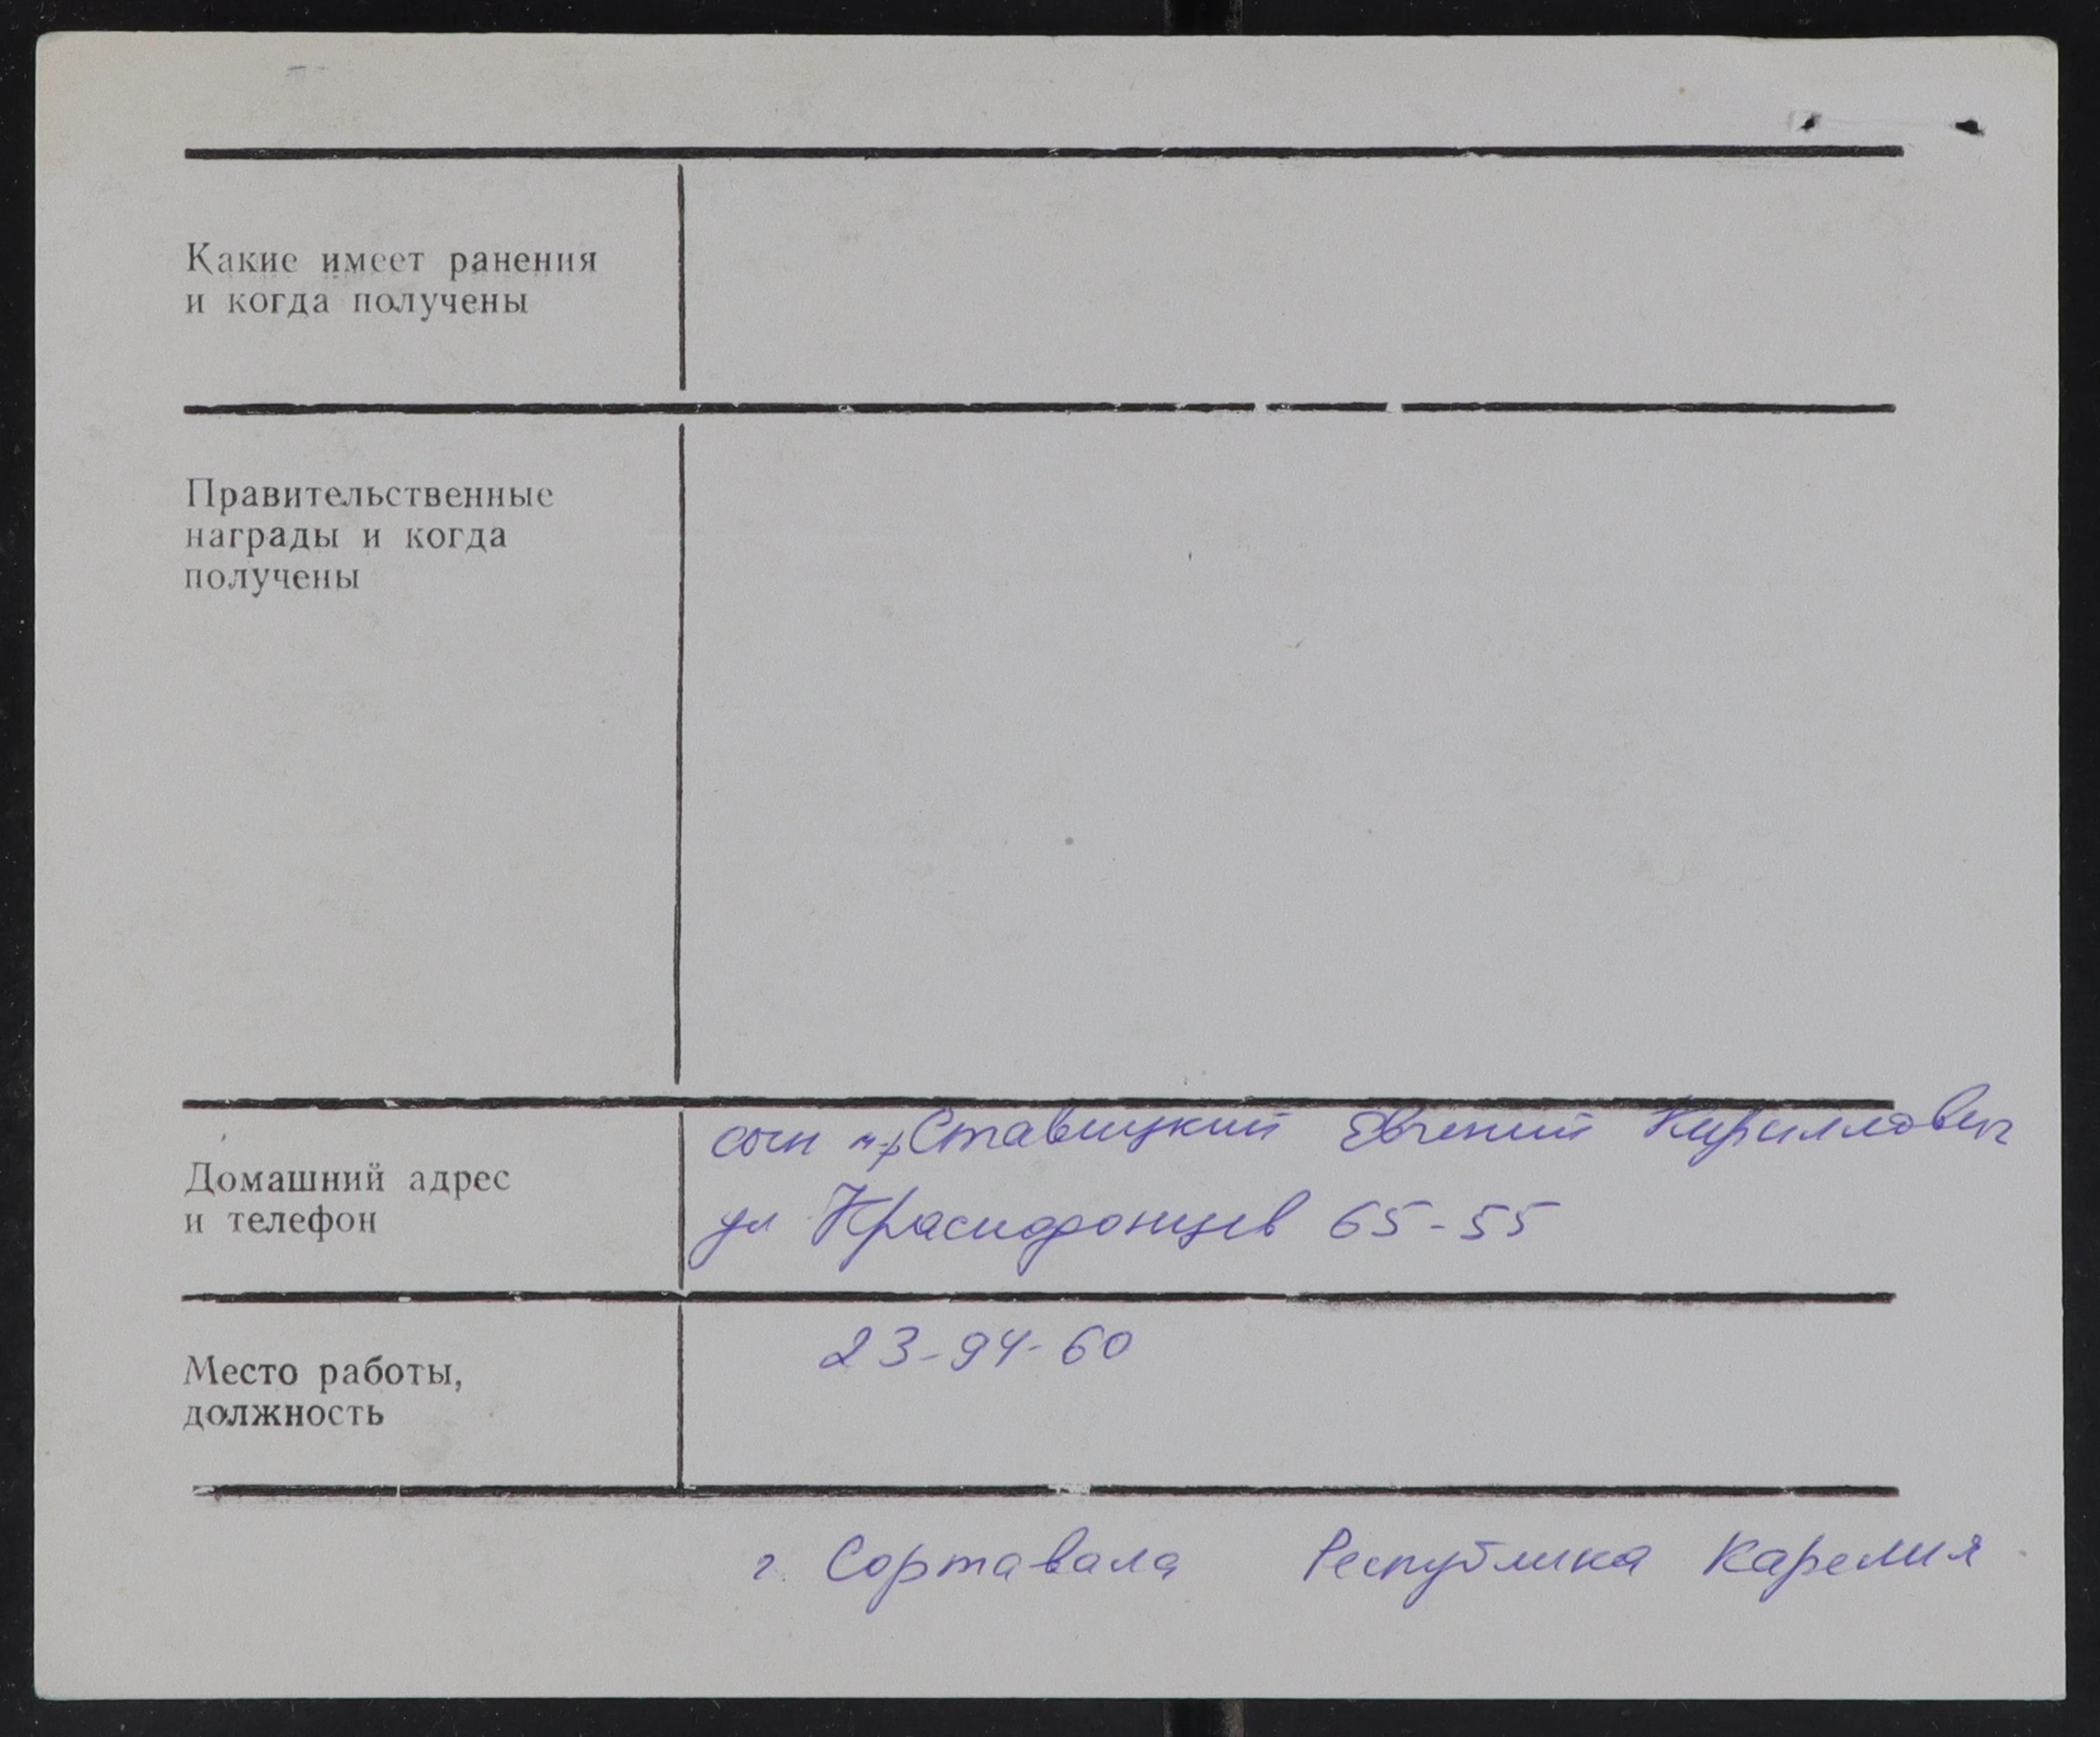 Какие имеет ранения
и когда получены
Правительственные
награды и когда
получены
Домашний адрес
и телефон
сын Ставицкий Евгений Кириллович
ул Краснодонцев 65-55
Место работы,
должность
23-94-60
г. Сортавала Республика Карелия